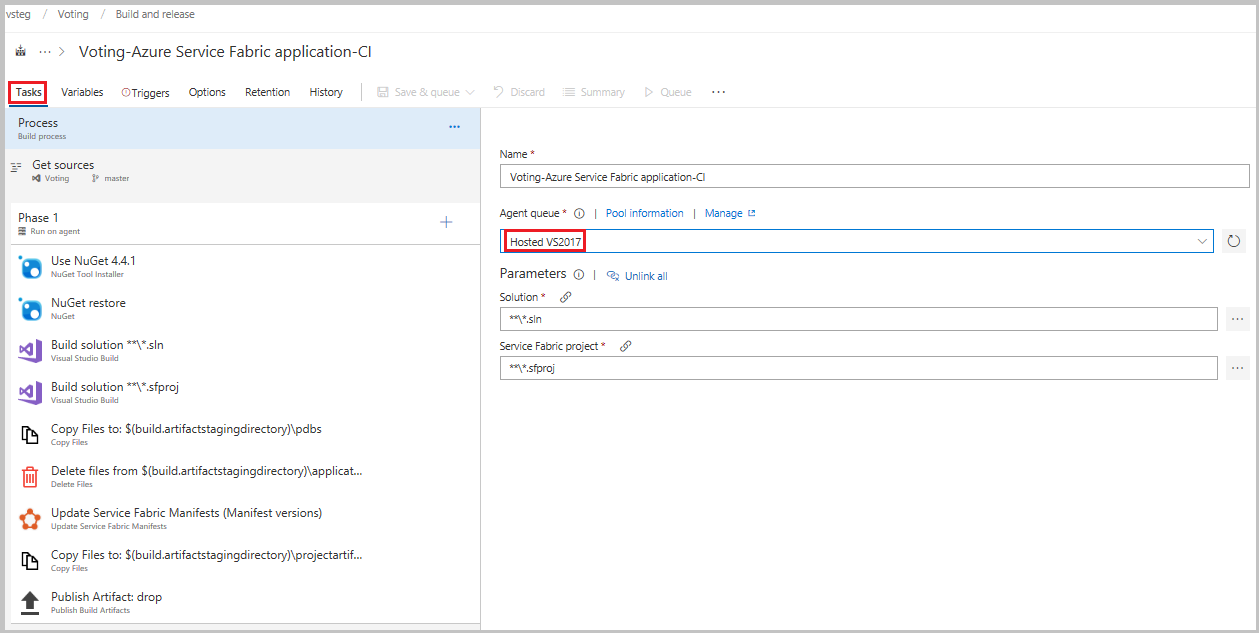 vsteg / Voting / Build and release
... > Voting-Azure Service Fabric application-CI
Tasks Variables Triggers Options Retention History | Save & queue Discard Summary Queue ...
Process
Build process
...
Get sources
Voting master
Phase 1
Run on agent
+
Use NuGet 4.4.1
NuGet Tool Installer
NuGet restore
NuGet
Build solution **\*.sln
Visual Studio Build
Build solution **\*.sfproj
Visual Studio Build
Copy Files to: $(build.artifactstagingdirectory)\pdbs
Copy Files
Delete files from $(build.artifactstagingdirectory)\applicat...
Delete Files
Update Service Fabric Manifests (Manifest versions)
Update Service Fabric Manifests
Copy Files to: $(build.artifactstagingdirectory)\projectartif...
Copy Files
Publish Artifact: drop
Publish Build Artifacts
Name *
Voting-Azure Service Fabric application-CI
Agent queue * | Pool information | Manage
Hosted VS2017
Parameters | Unlink all
Solution *
**\*.sln
...
Service Fabric project *
**\*.sfproj
...